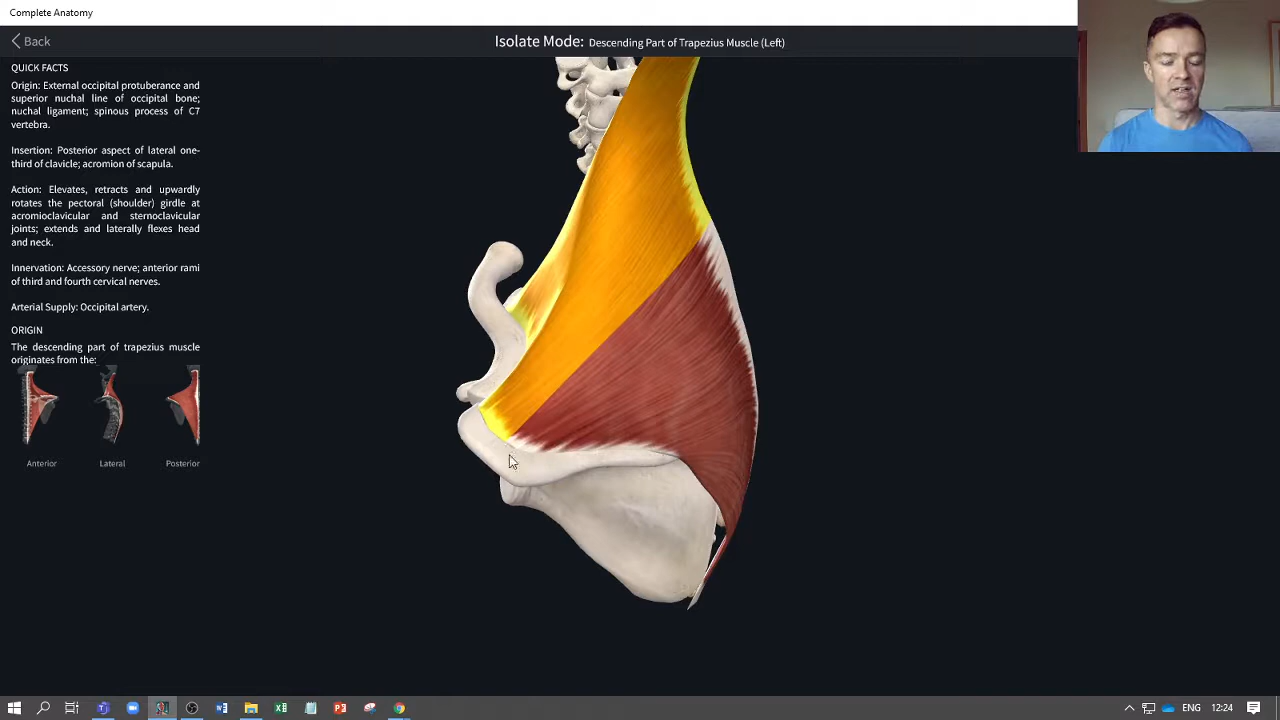 Complete Anatomy
Back
Isolate Mode: Descending Part of Trapezius Muscle (Left)
QUICK FACTS
Origin: External occipital protuberance and
superior nuchal line of occipital bone;
nuchal ligament; spinous process of C7
vertebra.
Insertion: Posterior aspect of lateral one-
third of clavicle; acromion of scapula.
Action: Elevates, retracts and upwardly
rotates the pectoral (shoulder) girdle at
acromioclavicular and sternoclavicular
joints; extends and laterally flexes head
and neck.
Innervation: Accessory nerve; anterior rami
of third and fourth cervical nerves.
Arterial Supply: Occipital artery.
ORIGIN
The descending part of trapezius muscle
originates from the:
Anterior Lateral Posterior
ENG 12:24